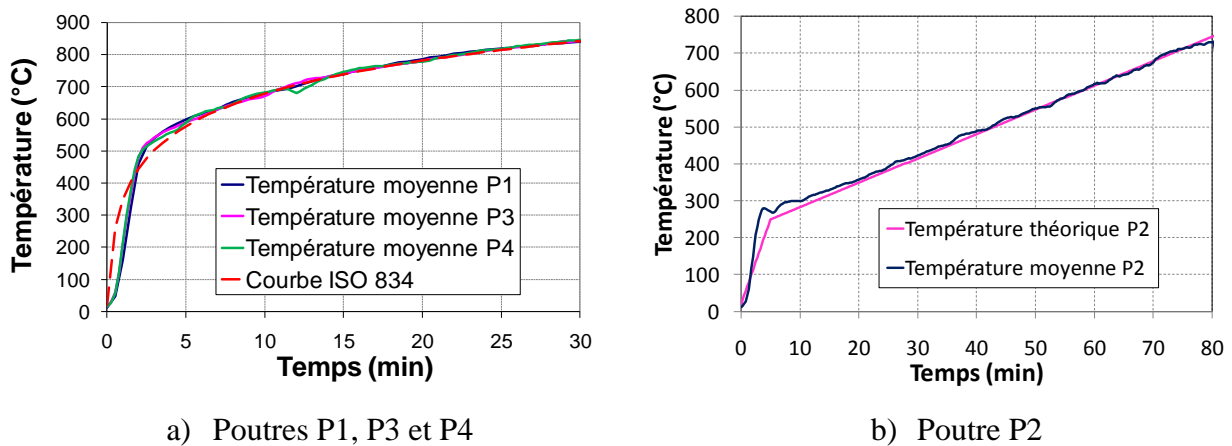 Température (°C)
900
800
700
600
500
400
300
200
100
0
0 5 10 15 20 25 30
Temps (min)
Température moyenne P1
Température moyenne P3
Température moyenne P4
Courbe ISO 834
a) Poutres P1, P3 et P4
Température (°C)
800
700
600
500
400
300
200
100
0
0 10 20 30 40 50 60 70 80
Temps (min)
Température théorique P2
Température moyenne P2
b) Poutre P2